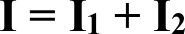 I = I₁ + I₂